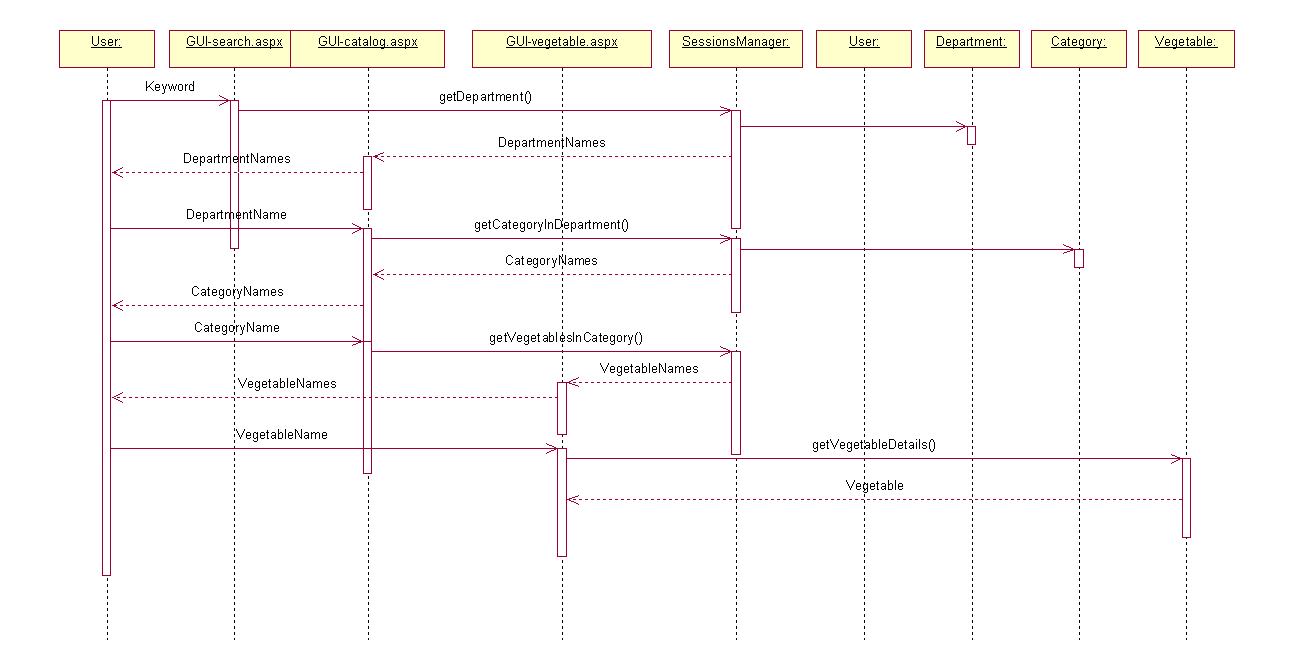 User:
GUI-search.aspx
GUI-catalog.aspx
GUI-vegetable.aspx
SessionsManager:
User:
Department:
Category:
Vegetable:
Keyword
getDepartment()
DepartmentNames
DepartmentNames
DepartmentName
getCategoryInDepartment()
CategoryNames
CategoryNames
CategoryName
getVegetablesInCategory()
VegetableNames
VegetableNames
VegetableName
getVegetableDetails()
Vegetable